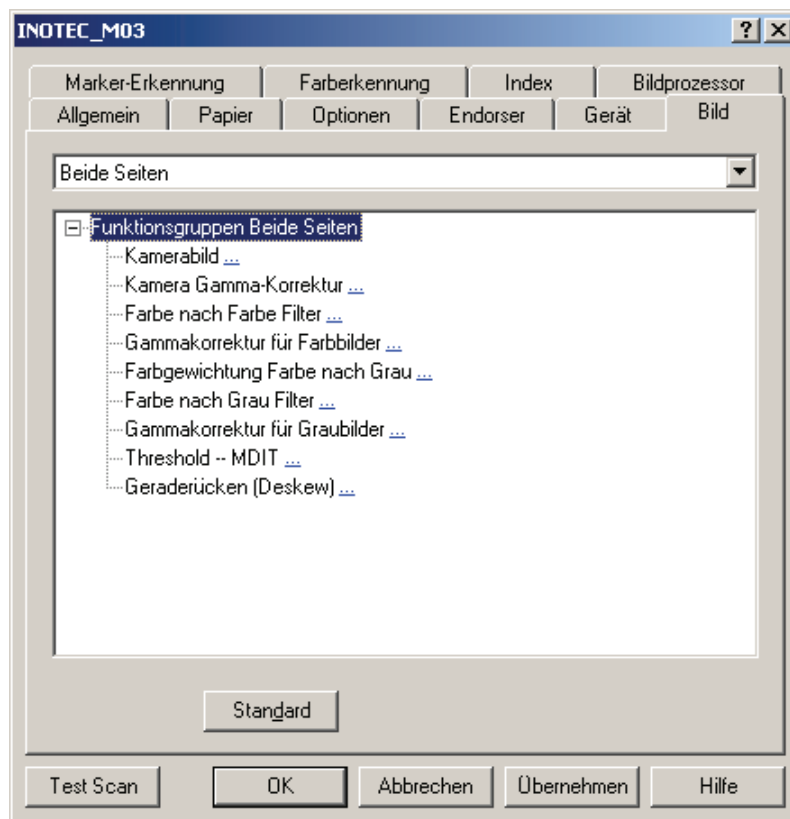 INOTEC_M03
Marker-Erkennung Farberkennung Index Bildprozessor
Allgemein Papier Optionen Endorser Gerät Bild
Beide Seiten
Funktionsgruppen Beide Seiten
Kamerabild ...
Kamera Gamma-Korrektur ...
Farbe nach Farbe Filter ...
Gammakorrektur für Farbbilder ...
Farbgewichtung Farbe nach Grau ...
Farbe nach Grau Filter ...
Gammakorrektur für Graubilder ...
Threshold -- MDIT ...
Geraderücken (Deskew) ...
Standard
Test Scan OK Abbrechen Übernehmen Hilfe